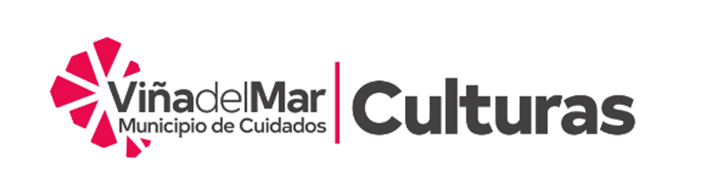 ViñadelMar
Municipio de Cuidados
Culturas